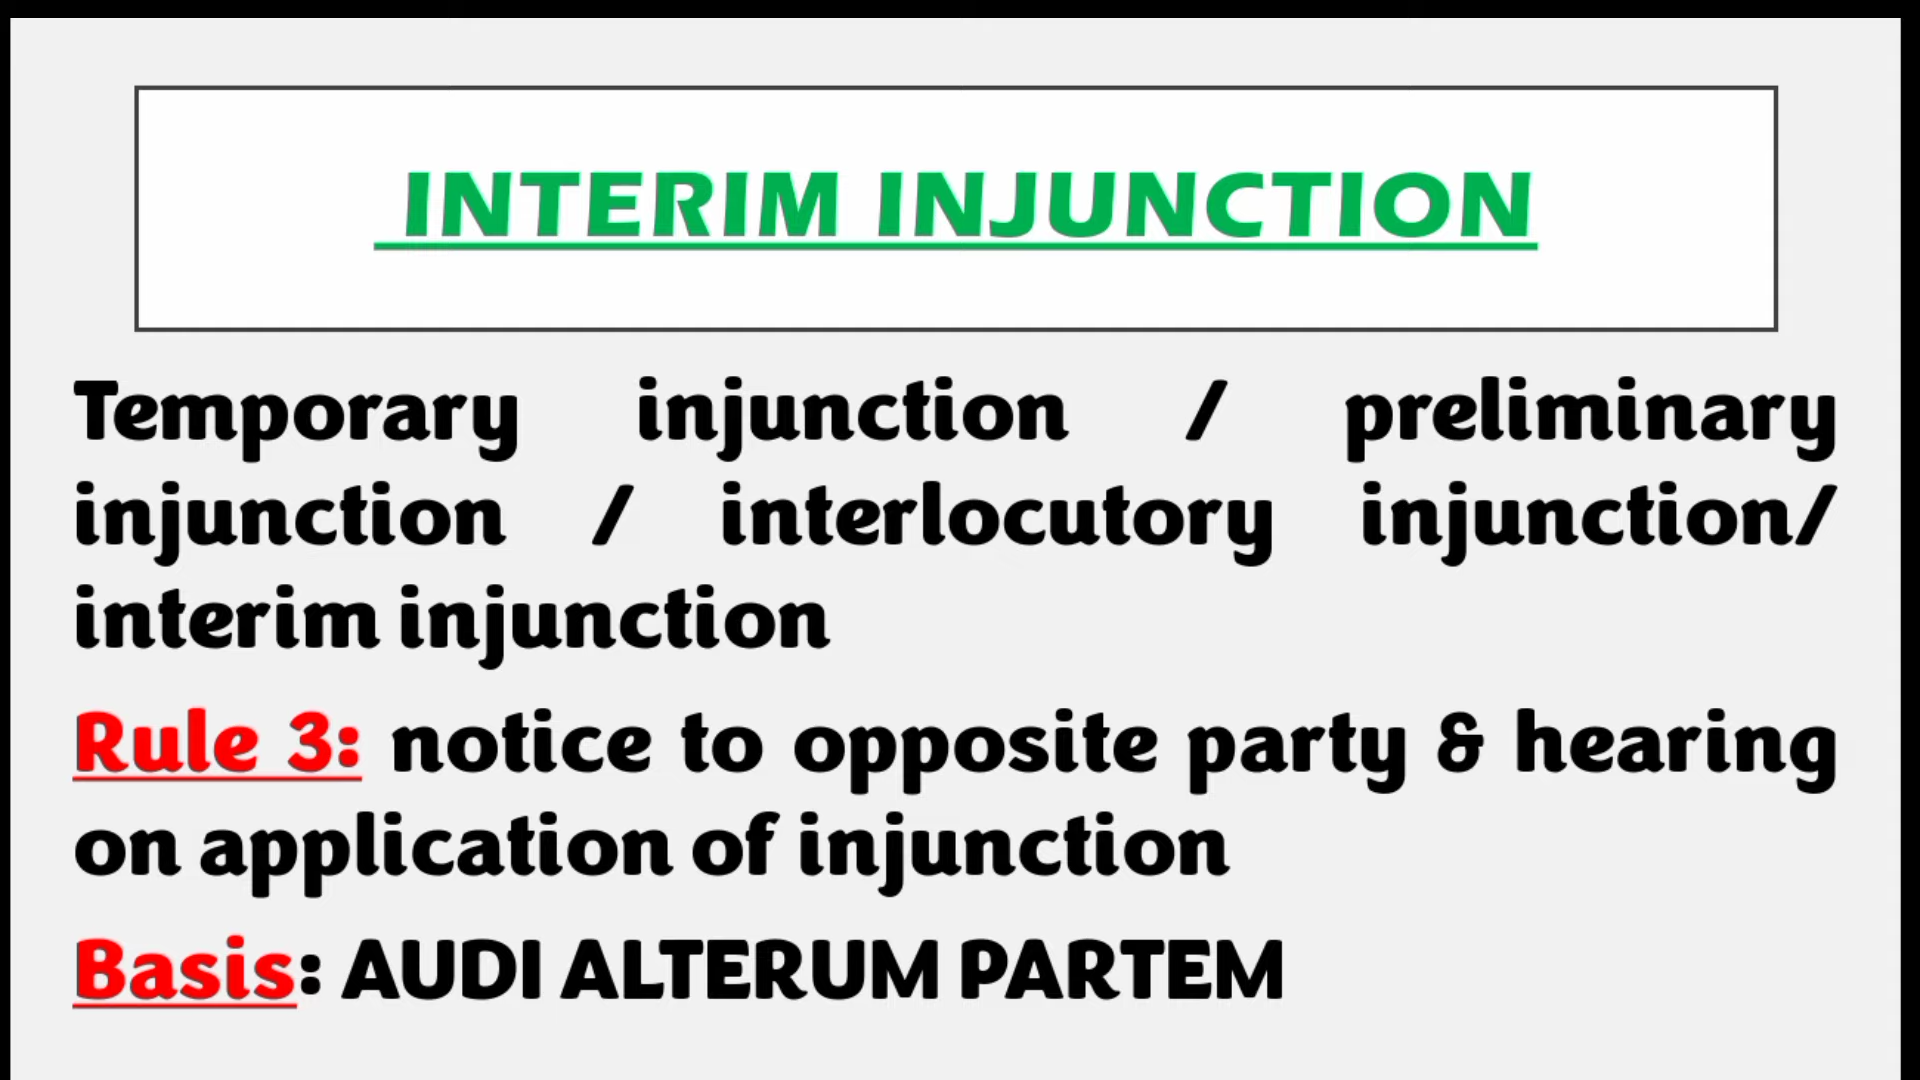 INTERIM INJUNCTION
Temporary injunction / preliminary
injunction / interlocutory injunction/
interim injunction
Rule 3: notice to opposite party & hearing
on application of injunction
Basis: AUDI ALTERUM PARTEM